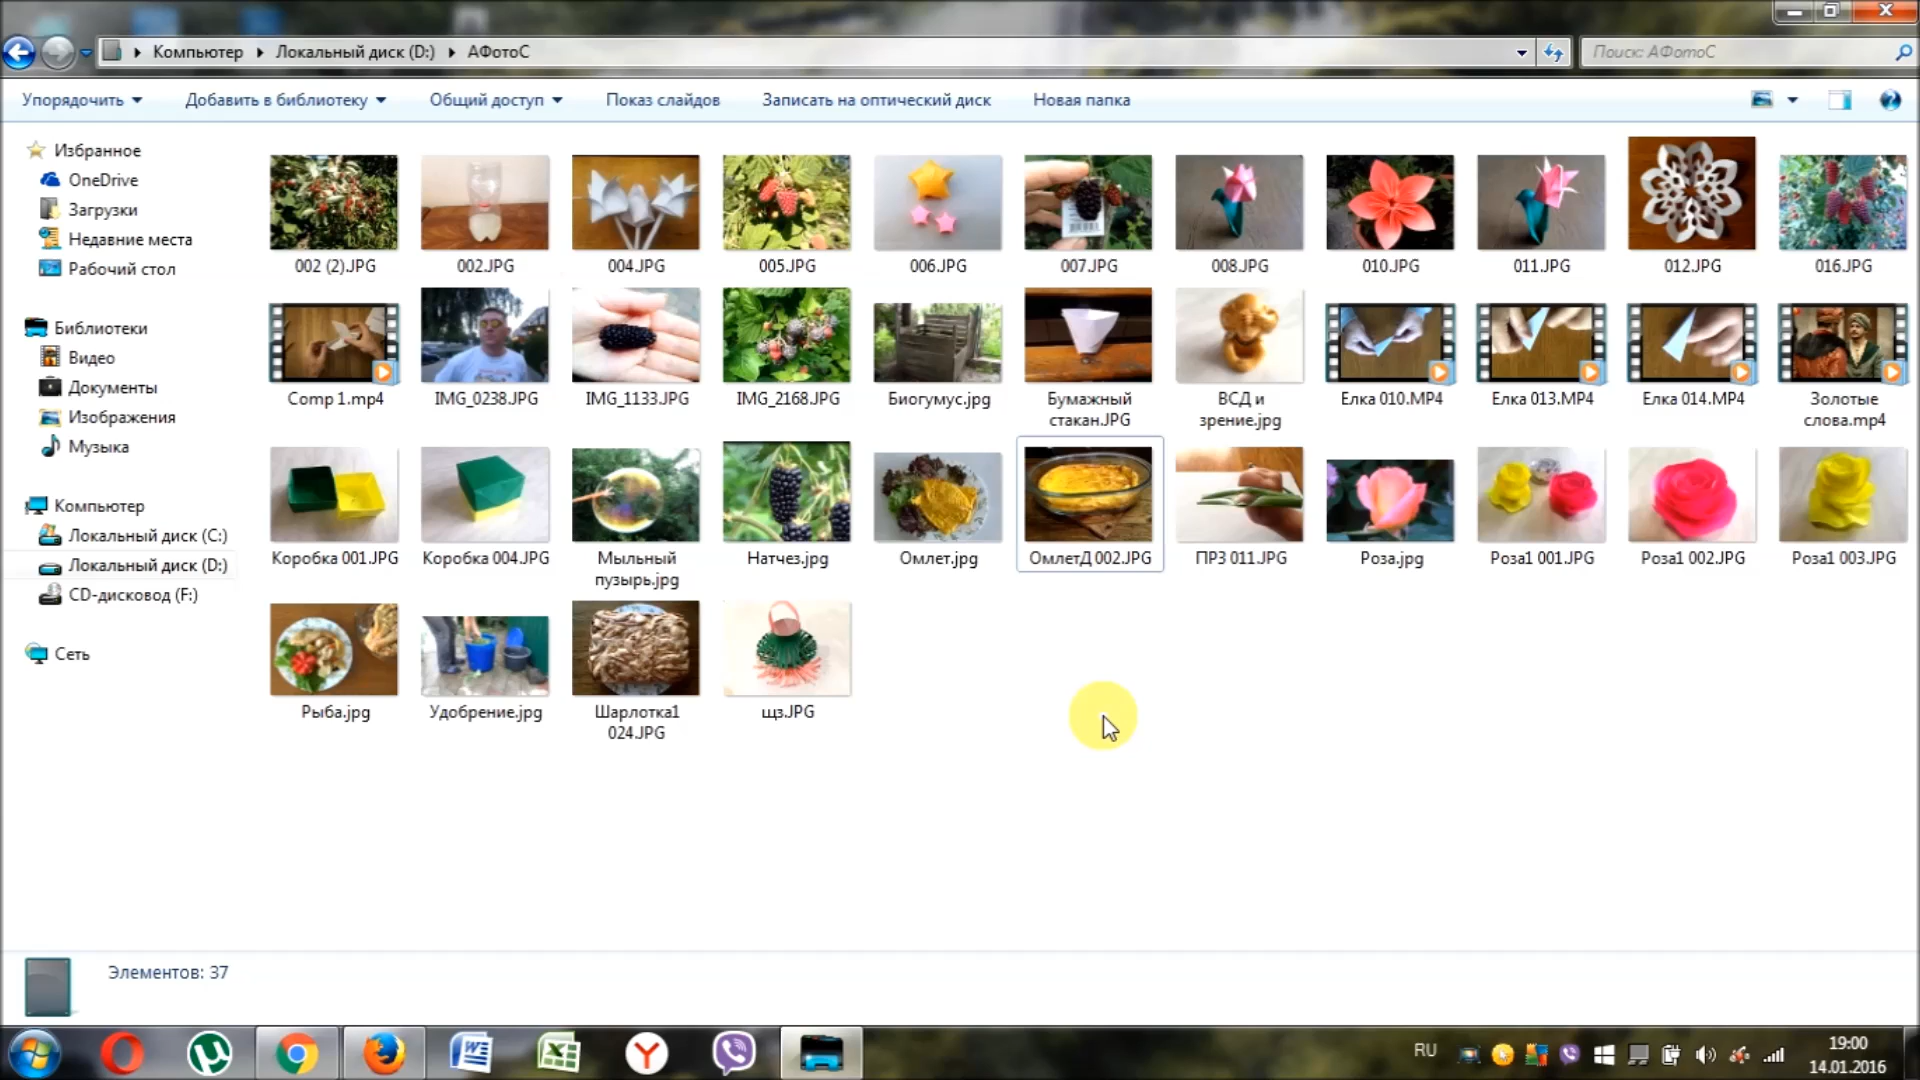 Компьютер Локальный диск (D:) АФотоС
Поиск: АФотоС
Упорядочить Добавить в библиотеку Общий доступ Показ слайдов Записать на оптический диск Новая папка
Избранное
OneDrive
Загрузки
Недавние места
Рабочий стол
Библиотеки
Видео
Документы
Изображения
Музыка
Компьютер
Локальный диск (C:)
Локальный диск (D:)
CD-дисковод (F:)
Сеть
002 (2).JPG 002.JPG 004.JPG 005.JPG 006.JPG 007.JPG 008.JPG 010.JPG 011.JPG 012.JPG 016.JPG
Comp 1.mp4 IMG_0238.JPG IMG_1133.JPG IMG_2168.JPG Биогумус.jpg Бумажный ВСД и Елка 010.MP4 Елка 013.MP4 Елка 014.MP4 Золотые
стакан.JPG зрение.jpg слова.mp4
Коробка 001.JPG Коробка 004.JPG Мыльный Натчез.jpg Омлет.jpg ОмлетД 002.JPG ПРЗ 011.JPG Роза.jpg Роза1 001.JPG Роза1 002.JPG Роза1 003.JPG
пузырь.jpg
Рыба.jpg Удобрение.jpg Шарлотка1 щз.JPG
024.JPG
Элементов: 37
RU
19:00
14.01.2016